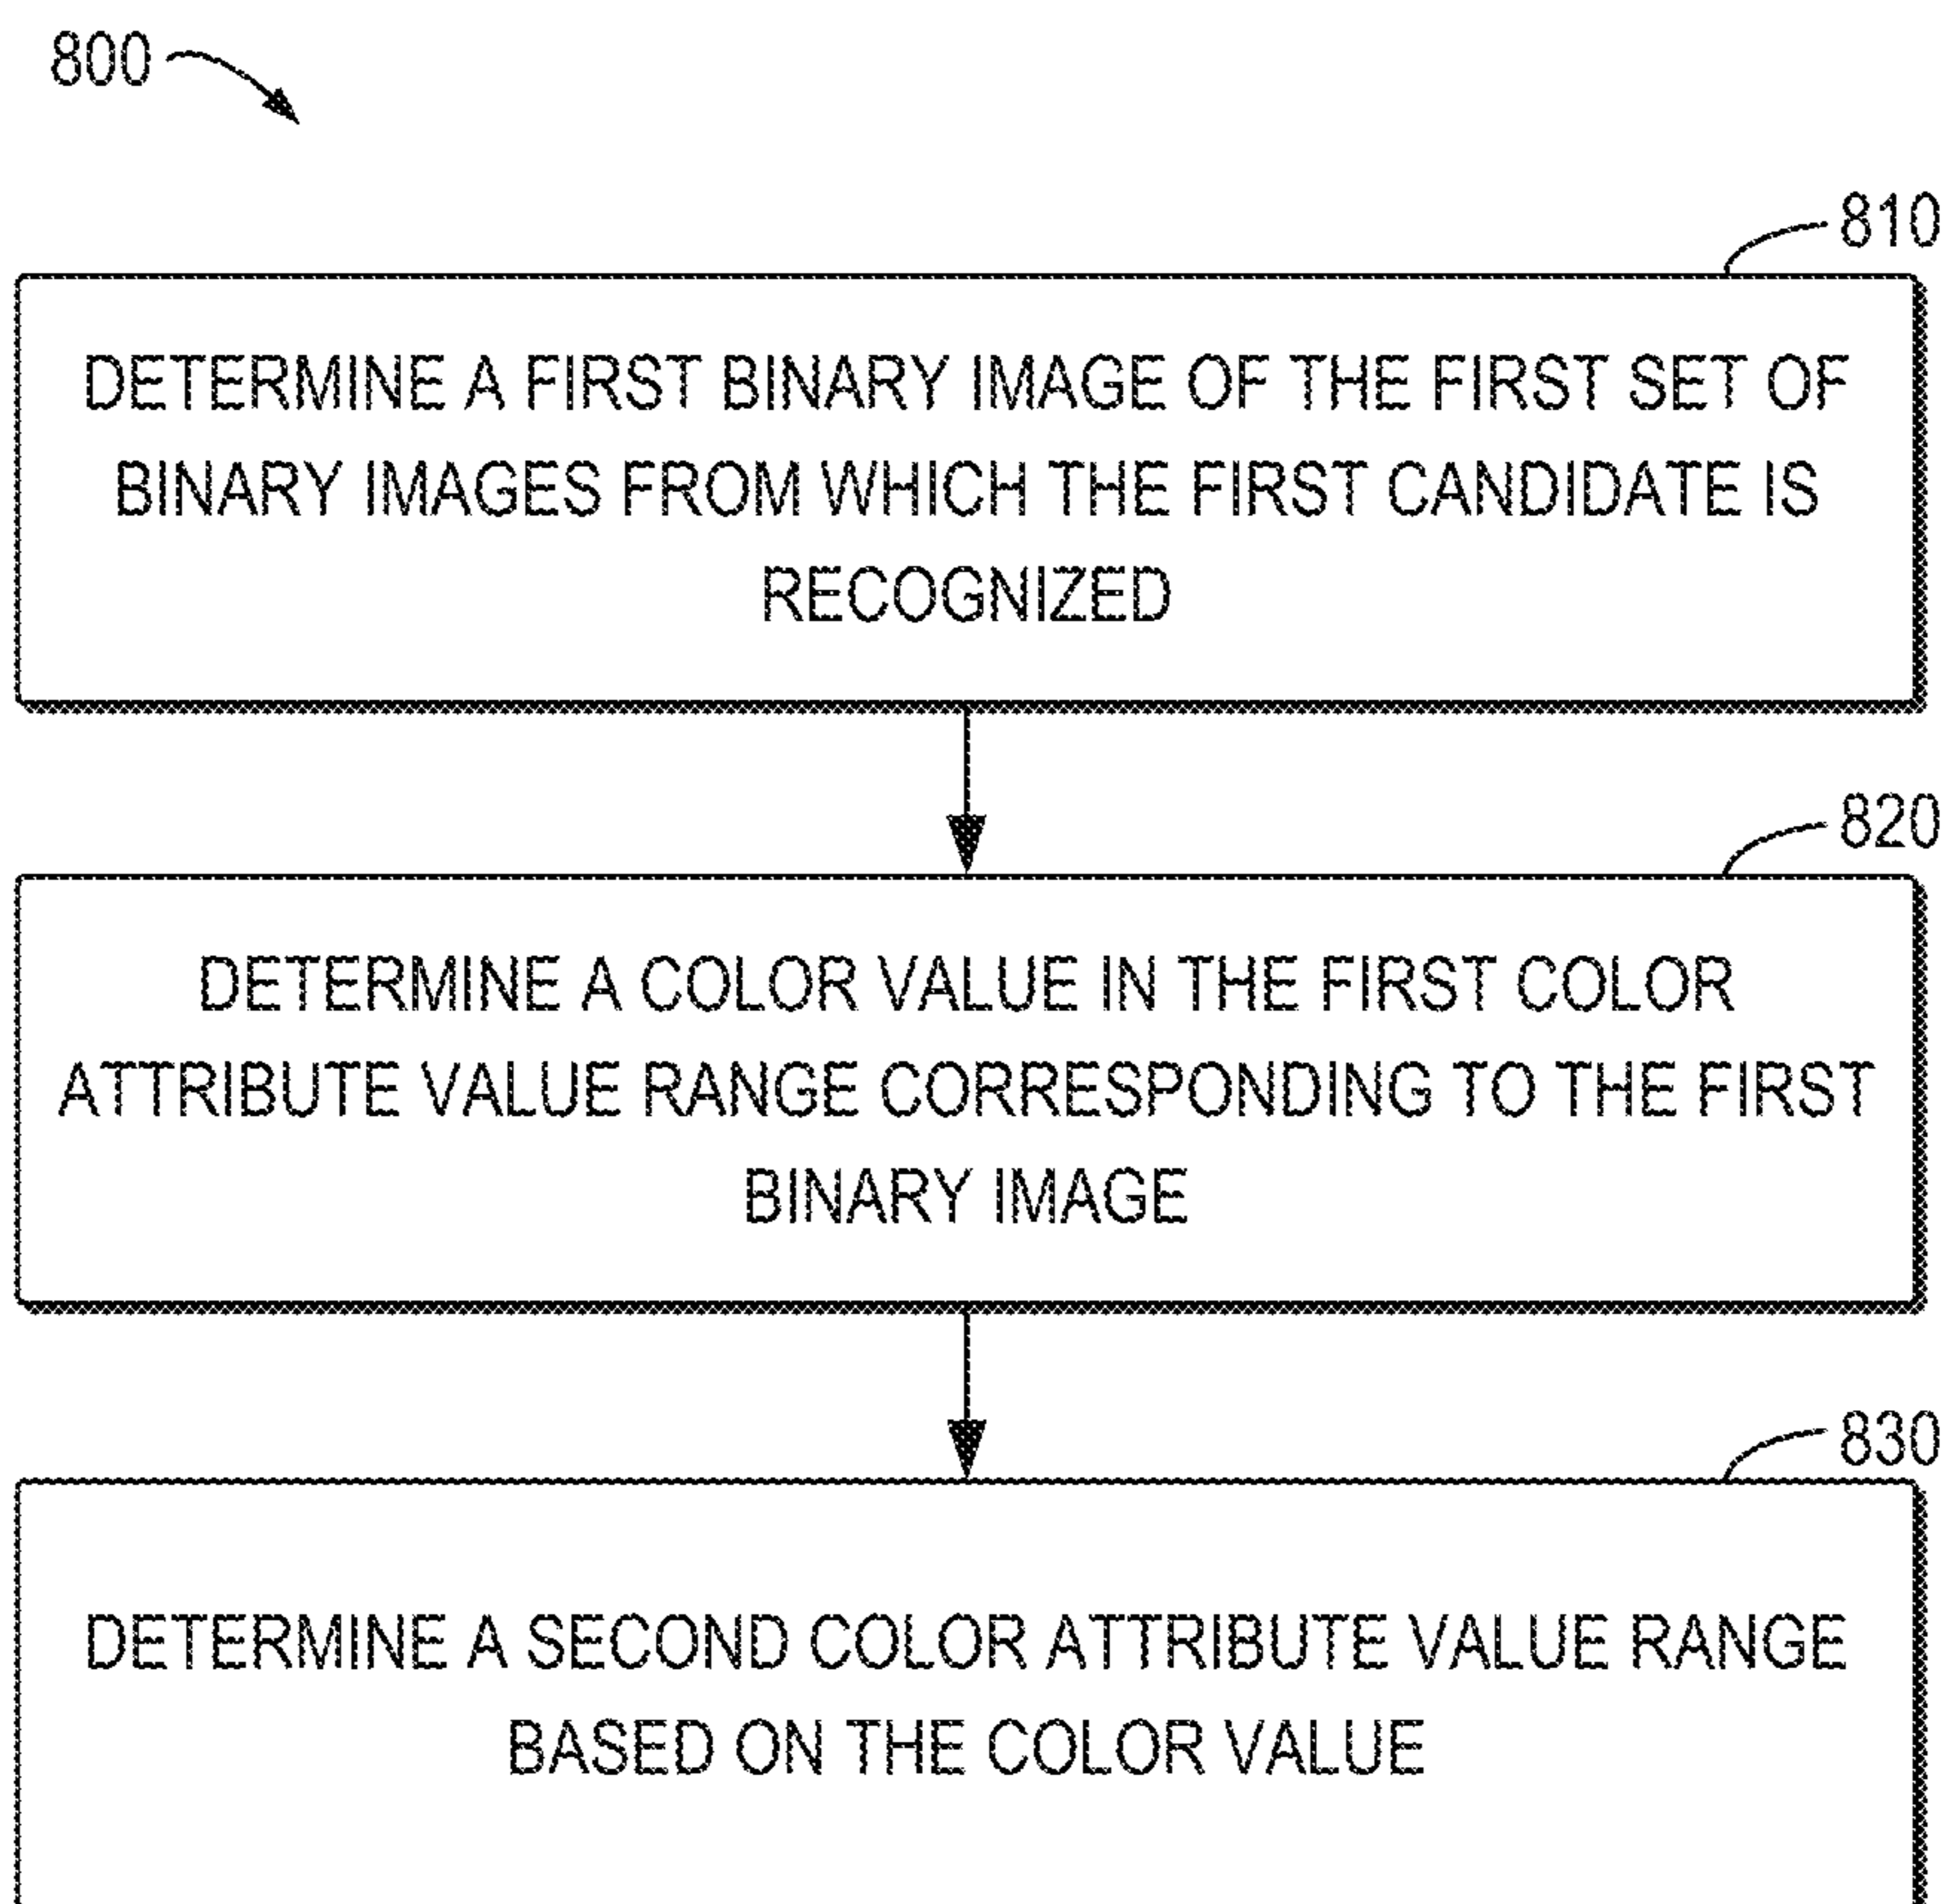 800
810
DETERMINE A FIRST BINARY IMAGE OF THE FIRST SET OF
BINARY IMAGES FROM WHICH THE FIRST CANDIDATE IS
RECOGNIZED
820
DETERMINE A COLOR VALUE IN THE FIRST COLOR
ATTRIBUTE VALUE RANGE CORRESPONDING TO THE FIRST
BINARY IMAGE
830
DETERMINE A SECOND COLOR ATTRIBUTE VALUE RANGE
BASED ON THE COLOR VALUE